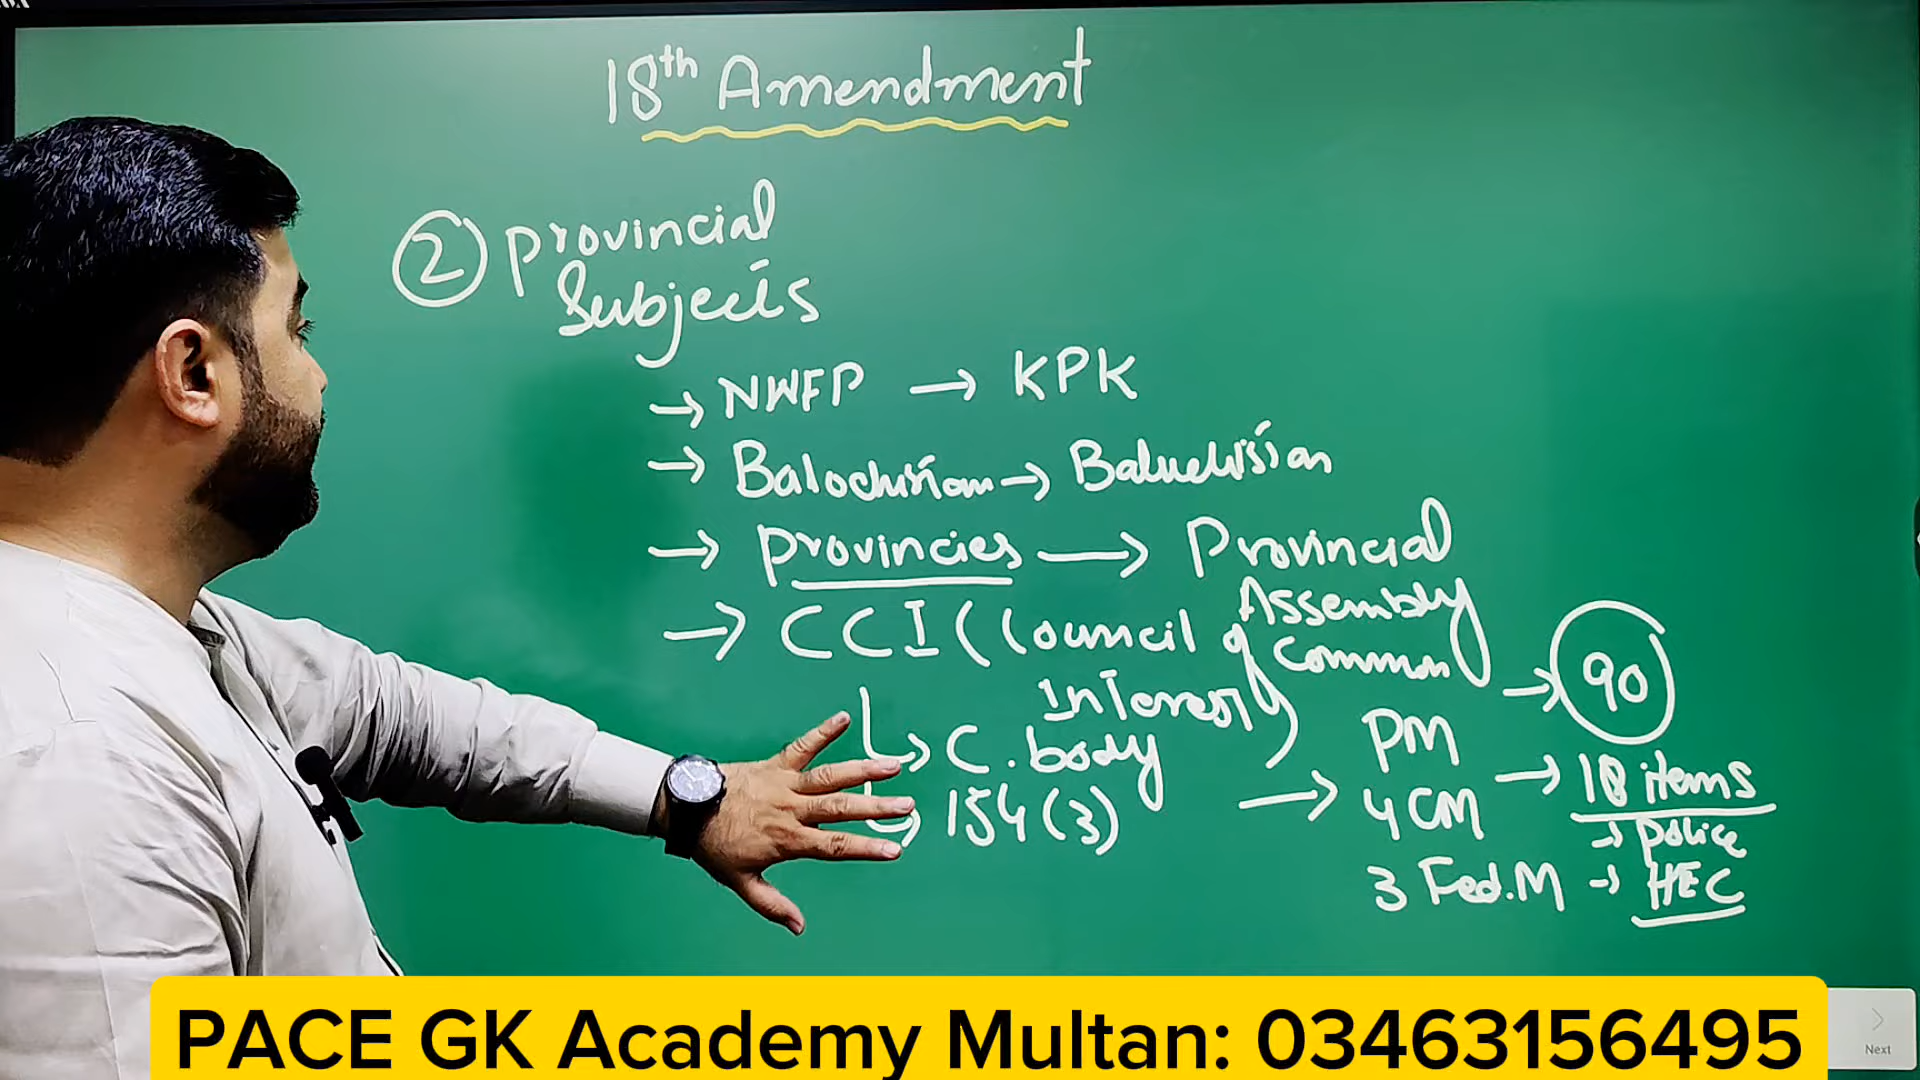 18th Amendment
② Provincial
Subjects
→ NWFP → KPK
→ Balochistan → Baluchistan
→ Provincies → Provincial
Assembly
→ CCI (Council of Common
Interest)
↳ C. body
↳ 154 (3) → PM
4 CM
3 Fed. M
→ 90
→ 18 items
→ Police
→ HEC
PACE GK Academy Multan: 03463156495
Next